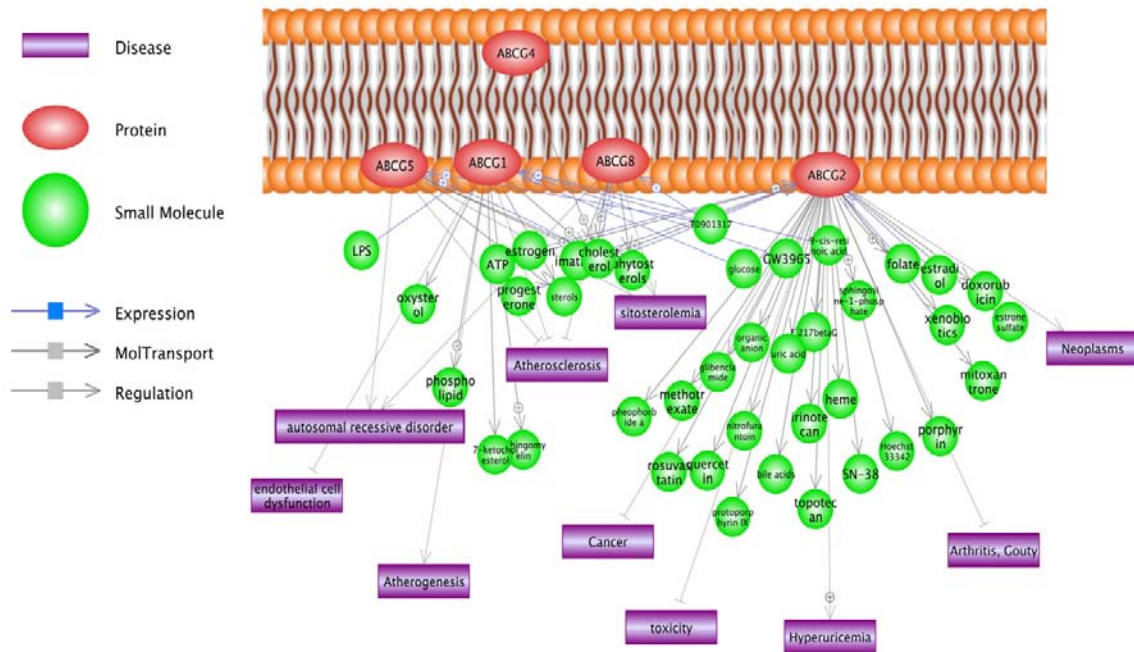 Disease
Protein
Small Molecule
Expression
MolTransport
Regulation
ABCG4
ABCG5
ABCG1
ABCG8
ABCG2
LPS
ATP
estrogen
imati
cholest
erol
phytost
erols
T0901317
glucose
GW3965
9-cis-reti
noic acid
folate
estradi
ol
doxorub
icin
estrone
sulfate
oxyster
ol
progest
erone
sterols
sitosterolemia
sphingosi
ne-1-phosp
hate
xenobio
tics
mitoxan
trone
Neoplasms
Atherosclerosis
phospho
lipid
organic
anion
uric acid
E217betaG
glibencla
mide
methotr
exate
pheophorb
ide a
nitrofura
ntoin
irinote
can
heme
autosomal recessive disorder
7-ketochol
esterol
hingomy
elin
rosuvas
tatin
quercet
in
bile acids
SN-38
Hoechst
33342
porphyr
in
endothelial cell
dysfunction
protoporp
hyrin IX
topotec
an
Cancer
Arthritis, Gouty
Atherogenesis
toxicity
Hyperuricemia